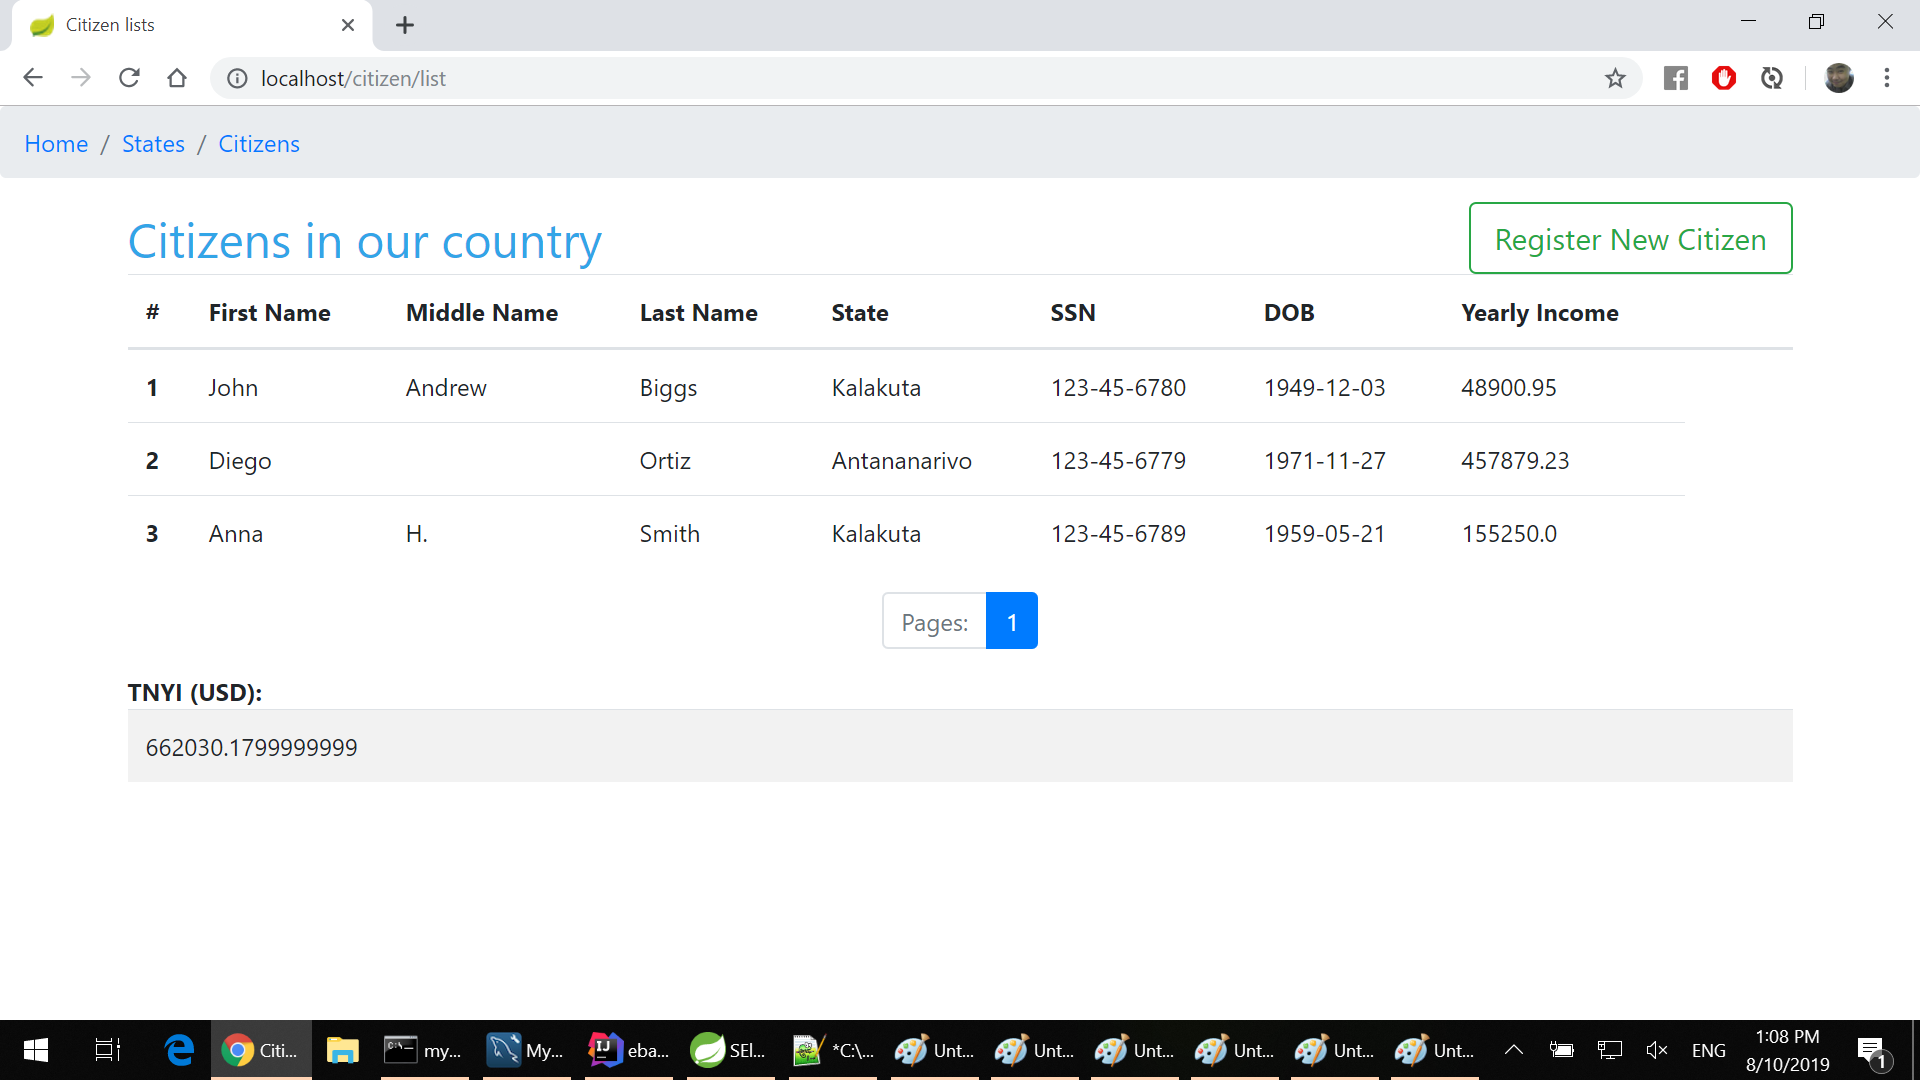 Citizen lists
localhost/citizen/list
Home / States / Citizens
Citizens in our country
Register New Citizen
# First Name Middle Name Last Name State SSN DOB Yearly Income
1 John Andrew Biggs Kalakuta 123-45-6780 1949-12-03 48900.95
2 Diego Ortiz Antananarivo 123-45-6779 1971-11-27 457879.23
3 Anna H. Smith Kalakuta 123-45-6789 1959-05-21 155250.0
Pages: 1
TNYI (USD):
662030.1799999999
Citi... my... My... eba... SEl... *C:\... Unt... Unt... Unt... Unt... Unt... Unt... ENG
1:08 PM
8/10/2019
1